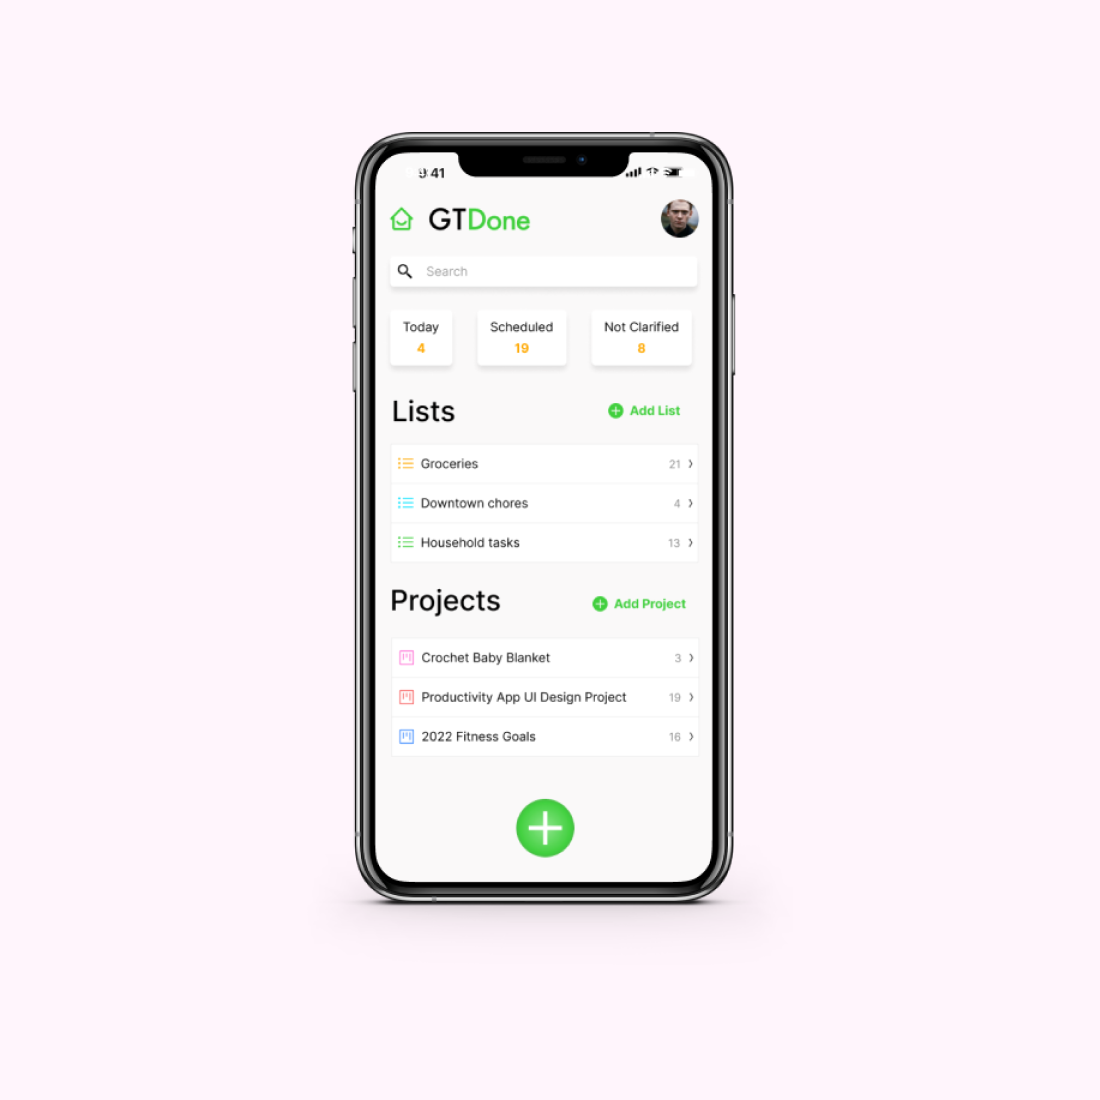 9:41
GTDone
Search
Today
4
Scheduled
19
Not Clarified
8
Lists
Add List
Groceries 21
Downtown chores 4
Household tasks 13
Projects
Add Project
Crochet Baby Blanket 3
Productivity App UI Design Project 19
2022 Fitness Goals 16